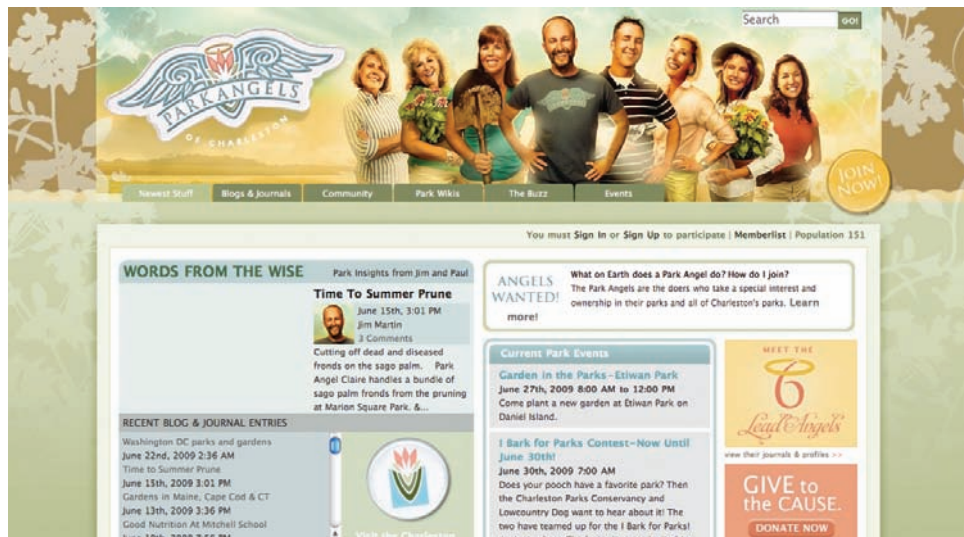 Search GO!
PARKANGELS
OF CHARLESTON
JOIN NOW!
Newest Stuff Blogs & Journals Community Park Wikis The Buzz Events
You must Sign In or Sign Up to participate | Memberlist | Population 151
WORDS FROM THE WISE Park Insights from Jim and Paul
Time To Summer Prune
June 15th, 3:01 PM
Jim Martin
3 Comments
Cutting off dead and diseased
fronds on the sago palm. Park
Angel Claire handles a bundle of
sago palm fronds from the pruning
at Marion Square Park. &...
RECENT BLOG & JOURNAL ENTRIES
Washington DC parks and gardens
June 22nd, 2009 2:36 AM
Time to Summer Prune
June 15th, 2009 3:01 PM
Gardens in Maine, Cape Cod & CT
June 13th, 2009 3:36 PM
Good Nutrition At Mitchell School
Visit the Charleston
ANGELS
WANTED!
What on Earth does a Park Angel do? How do I join?
The Park Angels are the doers who take a special interest and
ownership in their parks and all of Charleston's parks. Learn
more!
Current Park Events
Garden in the Parks-Etiwan Park
June 27th, 2009 8:00 AM to 12:00 PM
Come plant a new garden at Etiwan Park on
Daniel Island.
I Bark for Parks Contest-Now Until
June 30th!
June 30th, 2009 7:00 AM
Does your pooch have a favorite park? Then
the Charleston Parks Conservancy and
Lowcountry Dog want to hear about it! The
two have teamed up for the I Bark for Parks!
MEET THE
6
Lead Angels
view their journals & profiles >>
GIVE to
the CAUSE.
DONATE NOW